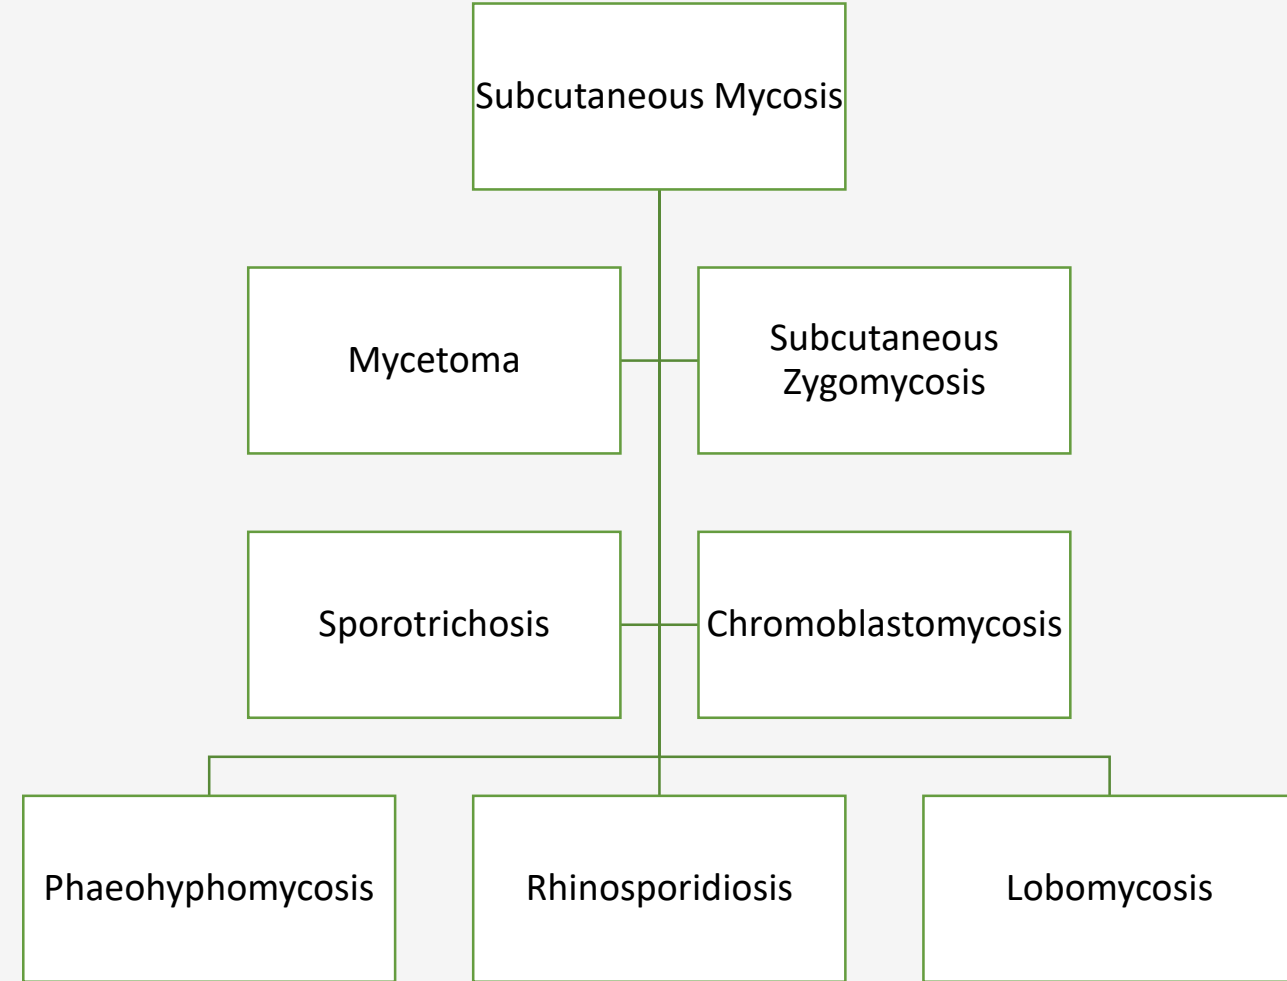 Subcutaneous Mycosis
Mycetoma
Subcutaneous
Zygomycosis
Sporotrichosis
Chromoblastomycosis
Phaeohyphomycosis
Rhinosporidiosis
Lobomycosis